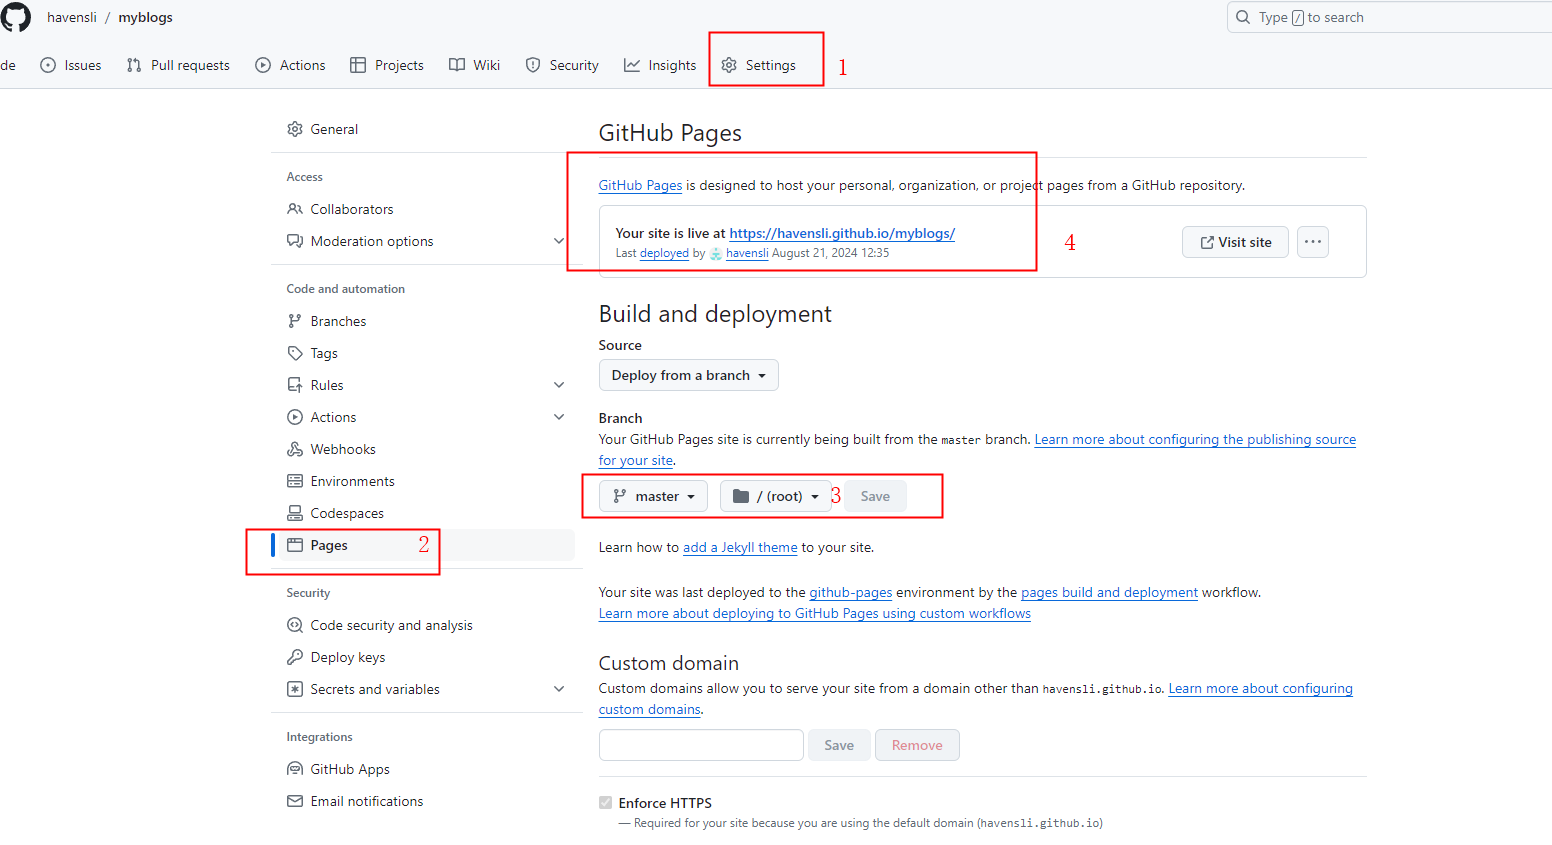 havensli / myblogs
Type / to search
de Issues Pull requests Actions Projects Wiki Security Insights Settings 1
General
Access
Collaborators
Moderation options
Code and automation
Branches
Tags
Rules
Actions
Webhooks
Environments
Codespaces
Pages 2
Security
Code security and analysis
Deploy keys
Secrets and variables
Integrations
GitHub Apps
Email notifications
GitHub Pages
GitHub Pages is designed to host your personal, organization, or project pages from a GitHub repository.
Your site is live at https://havensli.github.io/myblogs/
Last deployed by havensli August 21, 2024 12:35
4
Visit site ...
Build and deployment
Source
Deploy from a branch
Branch
Your GitHub Pages site is currently being built from the master branch. Learn more about configuring the publishing source
for your site.
master / (root) 3 Save
Learn how to add a Jekyll theme to your site.
Your site was last deployed to the github-pages environment by the pages build and deployment workflow.
Learn more about deploying to GitHub Pages using custom workflows
Custom domain
Custom domains allow you to serve your site from a domain other than havensli.github.io. Learn more about configuring
custom domains.
Save Remove
Enforce HTTPS
— Required for your site because you are using the default domain (havensli.github.io)